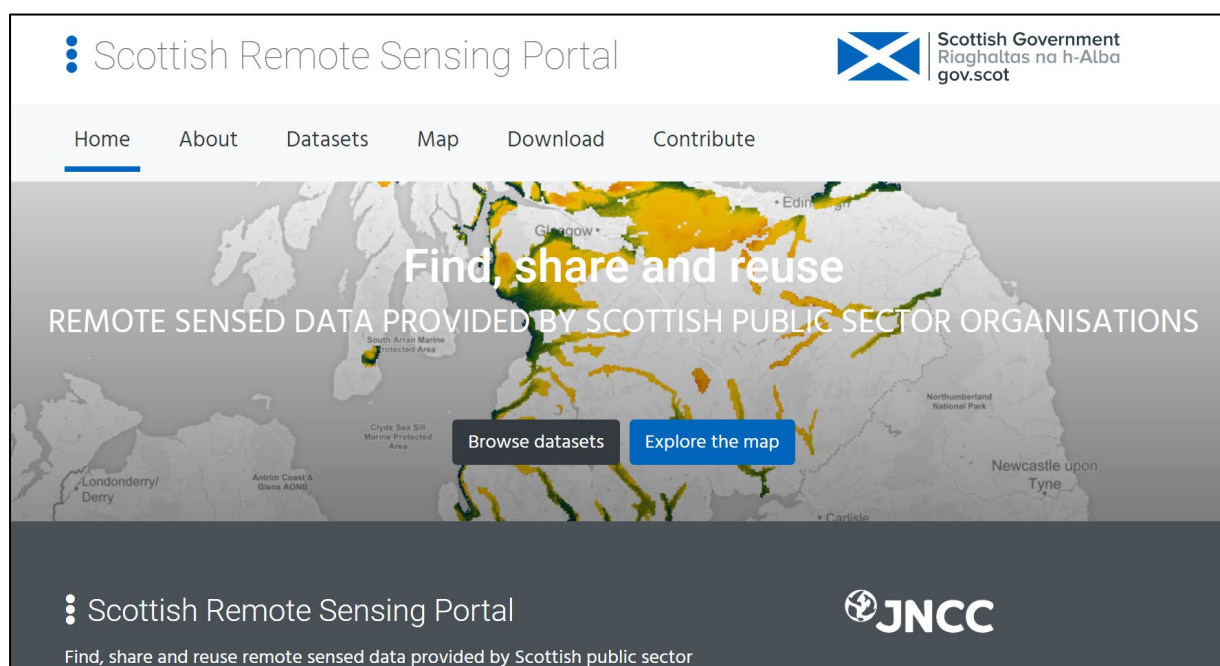 Scottish Remote Sensing Portal
Scottish Government
Riaghaltas na h-Alba
gov.scot
Home About Datasets Map Download Contribute
Glasgow
Edinburgh
Find, share and reuse
REMOTE SENSED DATA PROVIDED BY SCOTTISH PUBLIC SECTOR ORGANISATIONS
South Arran Marine
Protected Area
Northumberland
National Park
Clyde Sea Sill
Marine Protected
Area
Browse datasets Explore the map
Newcastle upon
Tyne
Londonderry/
Derry
Antrim Coast &
Glens AONB
Carlisle
Scottish Remote Sensing Portal
JNCC
Find, share and reuse remote sensed data provided by Scottish public sector